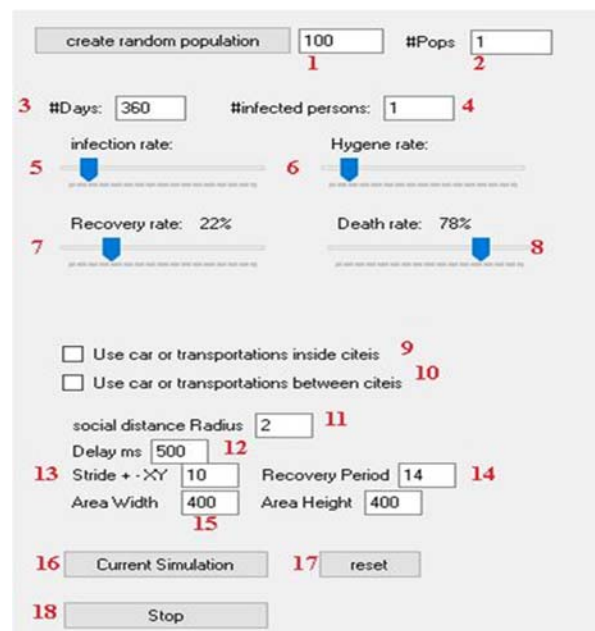 create random population 100 #Pops 1
1 2
3 #Days: 360 #infected persons: 1 4
infection rate: Hygene rate:
5 6
Recovery rate: 22% Death rate: 78%
7 8
Use car or transportations inside citeis 9
Use car or transportations between citeis 10
social distance Radius 2 11
Delay ms 500 12
13 Stride + - XY 10 Recovery Period 14 14
Area Width 400 Area Height 400
15
16 Current Simulation 17 reset
18 Stop